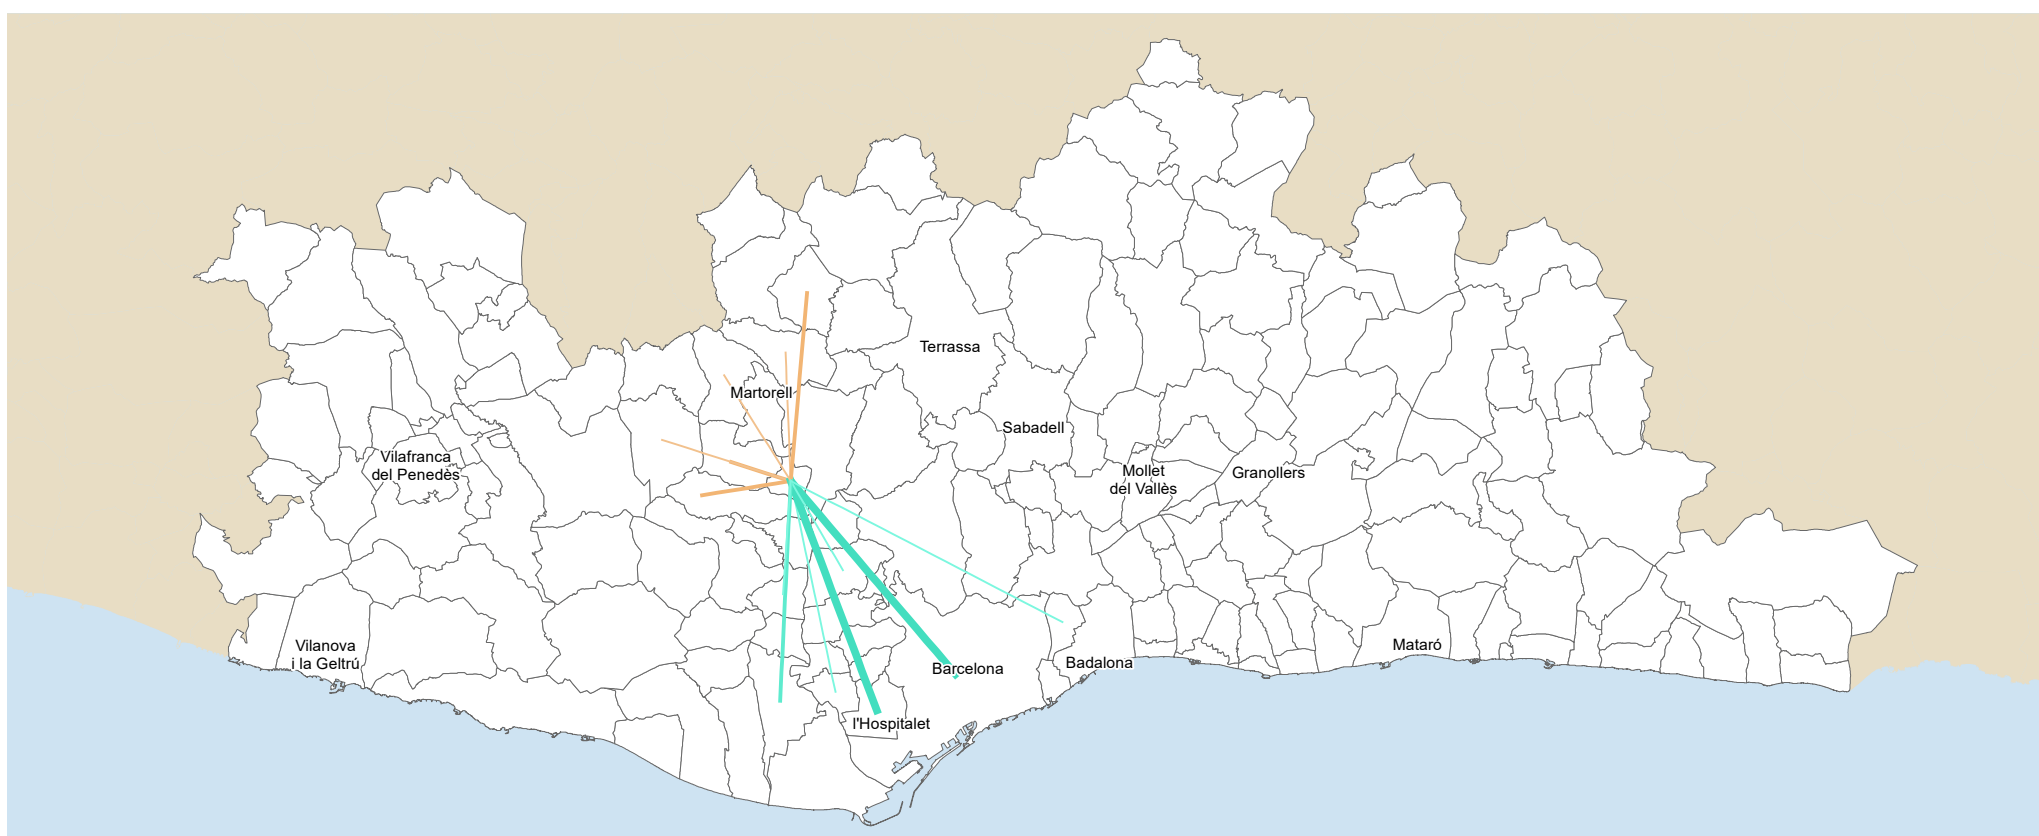 Terrassa
Martorell
Sabadell
Vilafranca
del Penedès
Mollet
del Vallès
Granollers
Vilanova
i la Geltrú
Mataró
Badalona
Barcelona
l'Hospitalet